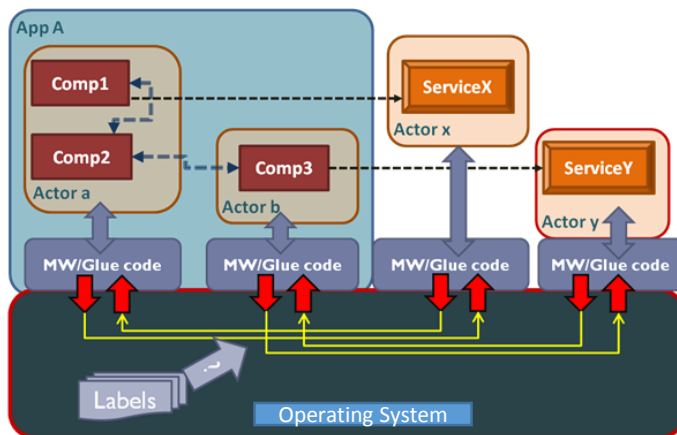 App A
Comp1
ServiceX
Actor x
Comp2
Comp3
ServiceY
Actor a
Actor b
Actor y
MW/Glue code
MW/Glue code
MW/Glue code
MW/Glue code
?
Labels
Operating System